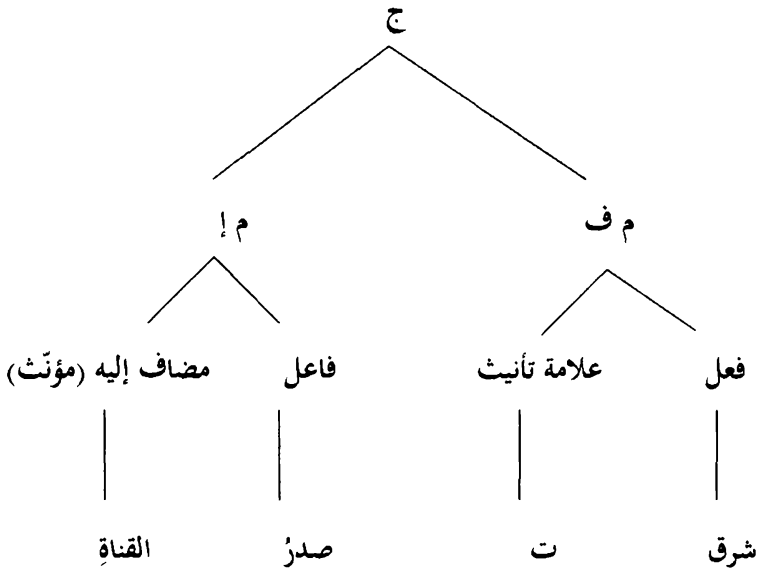 ج
م ف م إ
فعل علامة تأنيث فاعل مضاف إليه (مؤنّث)
شرق ت صدرُ القناةِ